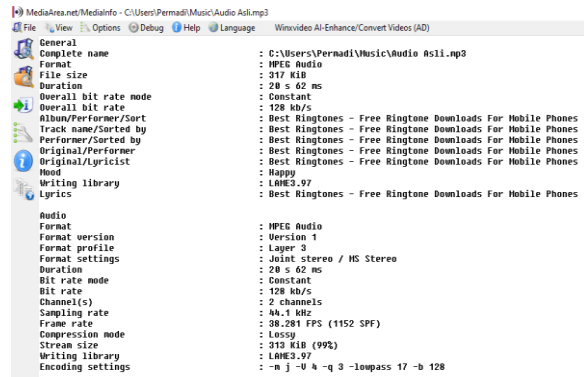 MediaArea.net/MediaInfo - C:\Users\Permadi\Music\Audio Asli.mp3
File View Options Debug Help Language Winxvideo AI-Enhance/Convert Videos (AD)
General
Complete name : C:\Users\Permadi\Music\Audio Asli.mp3
Format : MPEG Audio
File size : 317 KiB
Duration : 20 s 62 ms
Overall bit rate mode : Constant
Overall bit rate : 128 kb/s
Album/Performer/Sort : Best Ringtones - Free Ringtone Downloads For Mobile Phones
Track name/Sorted by : Best Ringtones - Free Ringtone Downloads For Mobile Phones
Performer/Sorted by : Best Ringtones - Free Ringtone Downloads For Mobile Phones
Original/Performer : Best Ringtones - Free Ringtone Downloads For Mobile Phones
Original/Lyricist : Best Ringtones - Free Ringtone Downloads For Mobile Phones
Mood : Happy
Writing library : LAME3.97
Lyrics : Best Ringtones - Free Ringtone Downloads For Mobile Phones
Audio
Format : MPEG Audio
Format version : Version 1
Format profile : Layer 3
Format settings : Joint stereo / MS Stereo
Duration : 20 s 62 ms
Bit rate mode : Constant
Bit rate : 128 kb/s
Channel(s) : 2 channels
Sampling rate : 44.1 kHz
Frame rate : 38.281 FPS (1152 SPF)
Compression mode : Lossy
Stream size : 313 KiB (99%)
Writing library : LAME3.97
Encoding settings : -m j -V 4 -q 3 -lowpass 17 -b 128